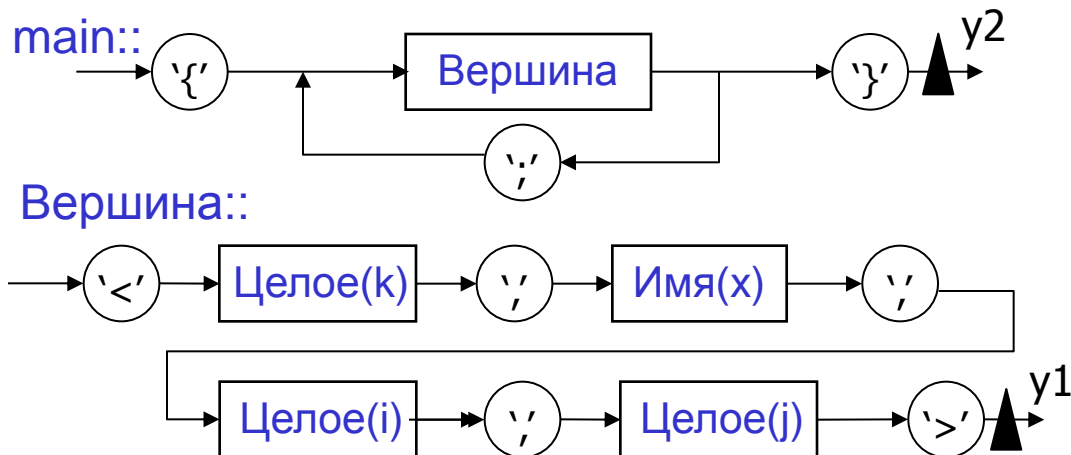 main:: '{' Вершина '}' y2
';'
Вершина::
'<' Целое(k) ',' Имя(x) ','
Целое(i) ',' Целое(j) '>' y1